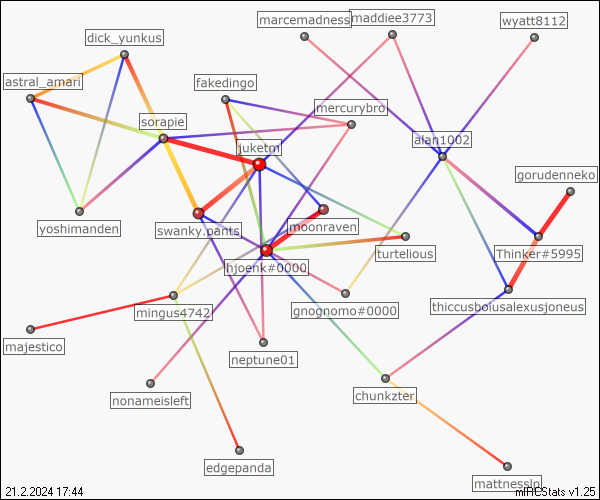 marcemadness
maddiee3773
wyatt8112
dick_yunkus
astral_amari
fakedingo
mercurybro
sorapie
juketm
alan1002
gorudenneko
yoshimanden
swanky.pants
moonraven
turtelious
Thinker#5995
hjoenk#0000
mingus4742
gnognomo#0000
thiccusboiusalexusjoneus
majestico
neptune01
nonameisleft
chunkzter
edgepanda
mattnesslp
21.2.2024 17:44
mIRCStats v1.25